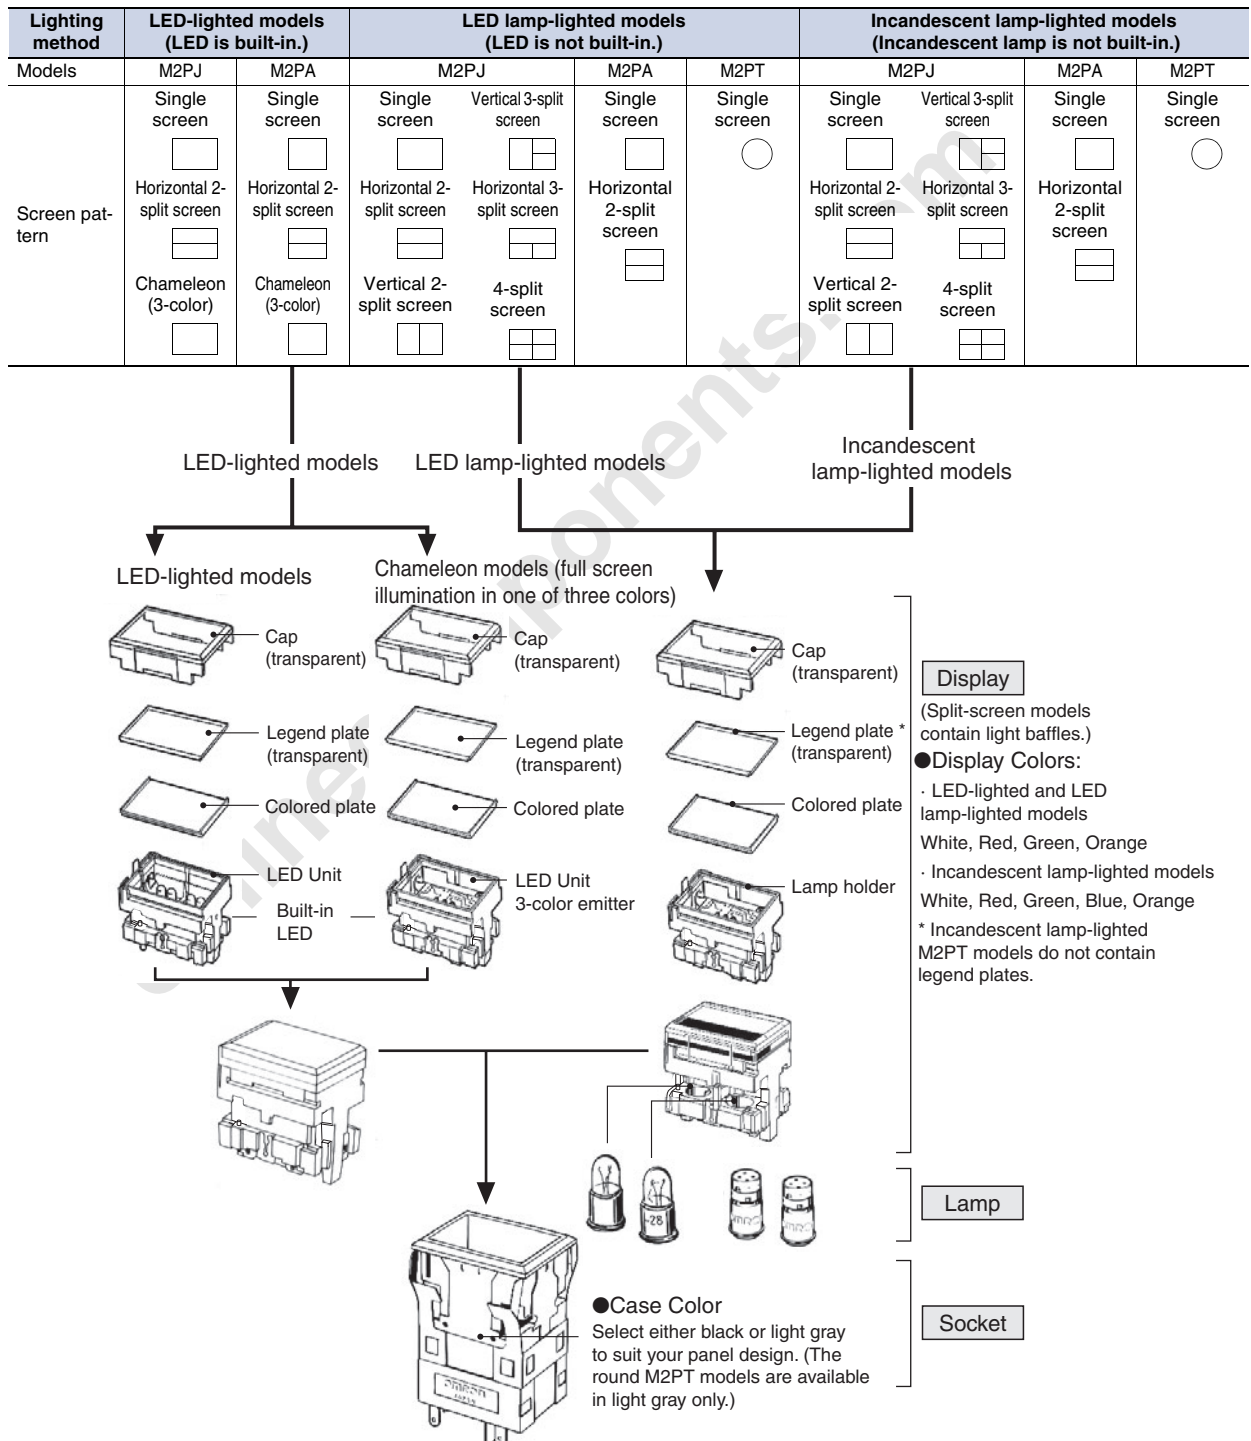 Lighting method
LED-lighted models (LED is built-in.)
LED lamp-lighted models (LED is not built-in.)
Incandescent lamp-lighted models (Incandescent lamp is not built-in.)
Models
M2PJ
M2PA
M2PJ
M2PA
M2PT
M2PJ
M2PA
M2PT
Screen pat-
tern
Single screen
Horizontal 2-
split screen
Chameleon
(3-color)
Single screen
Horizontal 2-
split screen
Chameleon
(3-color)
Single screen
Horizontal 2-
split screen
Vertical 2-
split screen
Vertical 3-split
screen
Horizontal 3-
split screen
4-split
screen
Single screen
Horizontal
2-split
screen
Single screen
Single screen
Horizontal 2-
split screen
Vertical 2-
split screen
Vertical 3-split
screen
Horizontal 3-
split screen
4-split
screen
Single screen
Horizontal
2-split
screen
Single screen
LED-lighted models
LED lamp-lighted models
Incandescent
lamp-lighted models
LED-lighted models
Chameleon models (full screen
illumination in one of three colors)
Cap
(transparent)
Legend plate
(transparent)
Colored plate
LED Unit
Built-in
LED
Cap
(transparent)
Legend plate
(transparent)
Colored plate
LED Unit
3-color emitter
Cap
(transparent)
Legend plate *
(transparent)
Colored plate
Lamp holder
Display
(Split-screen models
contain light baffles.)
●Display Colors:
· LED-lighted and LED
lamp-lighted models
White, Red, Green, Orange
· Incandescent lamp-lighted models
White, Red, Green, Blue, Orange
* Incandescent lamp-lighted
M2PT models do not contain
legend plates.
-28
Lamp
●Case Color
Select either black or light gray
to suit your panel design. (The
round M2PT models are available
in light gray only.)
Socket
omron